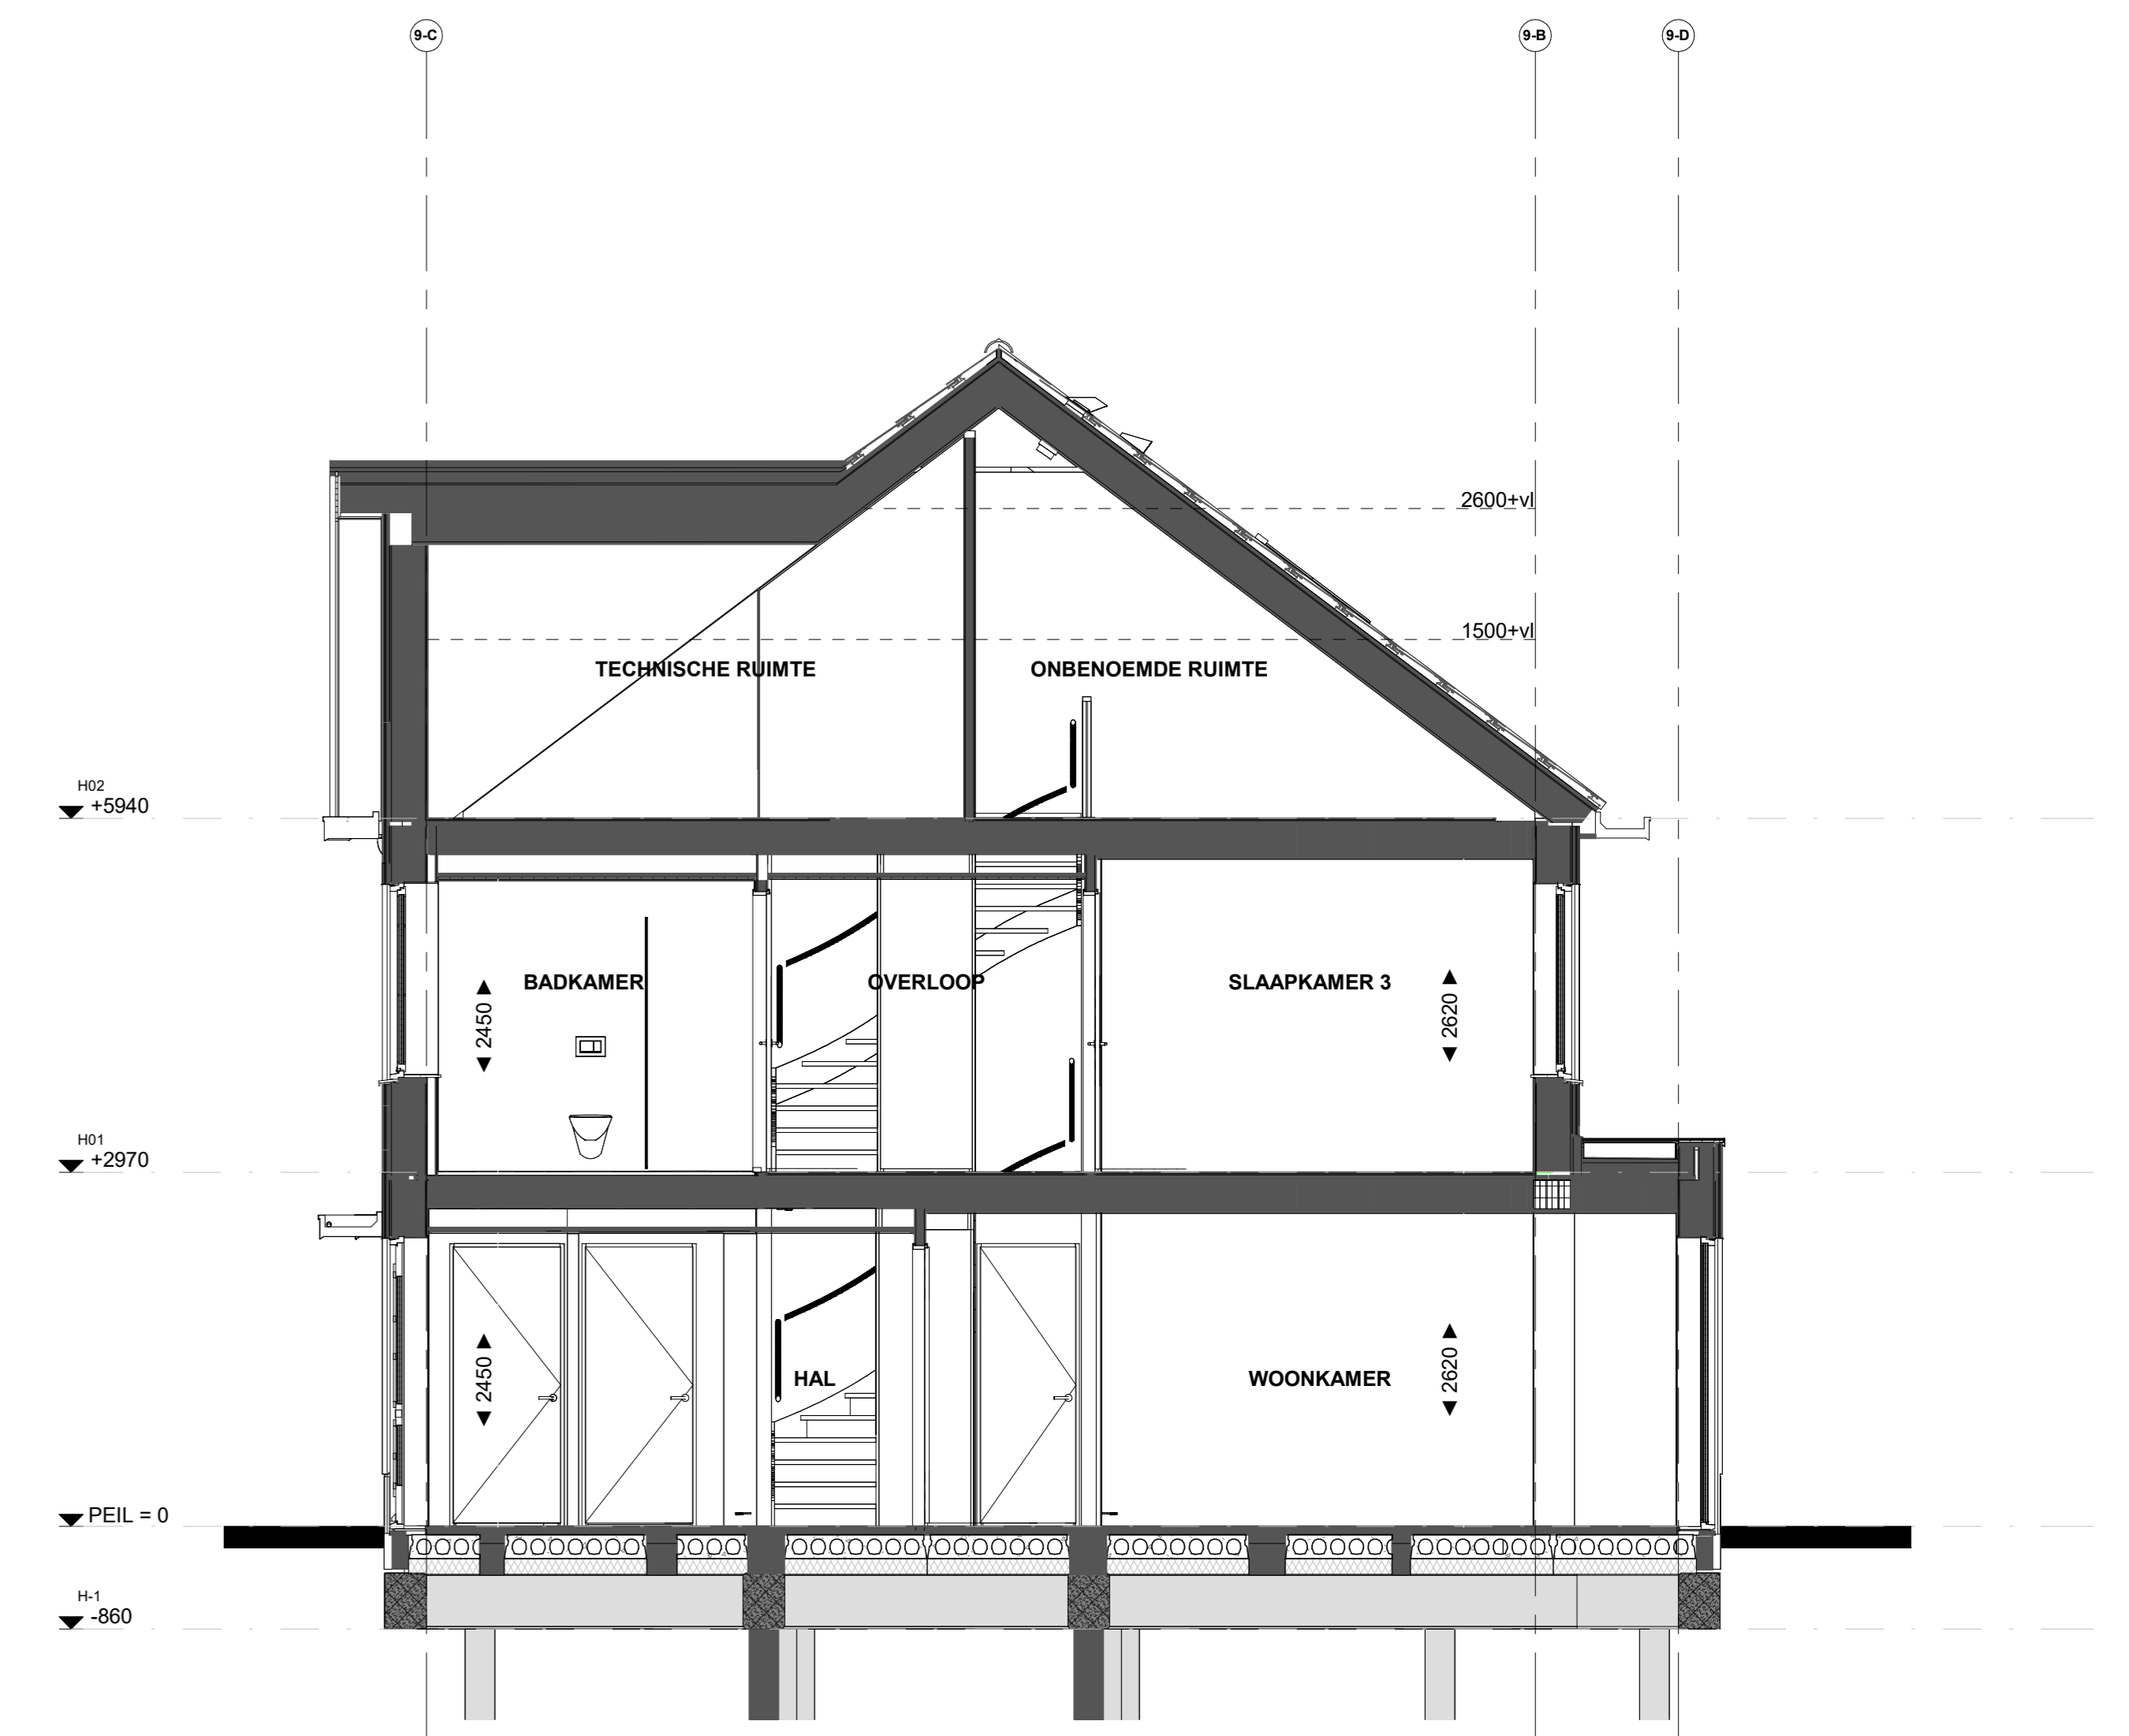 9-C
9-B
9-D
2600+vl
1500+vl
TECHNISCHE RUIMTE
ONBENOEMDE RUIMTE
H02
+5940
BADKAMER
OVERLOOP
SLAAPKAMER 3
2450
2620
H01
+2970
HAL
WOONKAMER
2450
2620
PEIL = 0
H-1
-860